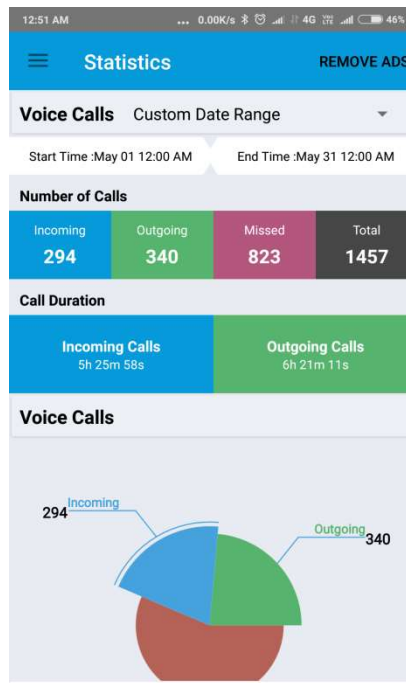 12:51 AM ... 0.00K/s 4G VoLTE 46%
Statistics REMOVE ADS
Voice Calls Custom Date Range
Start Time :May 01 12:00 AM End Time :May 31 12:00 AM
Number of Calls
Incoming Outgoing Missed Total
294 340 823 1457
Call Duration
Incoming Calls Outgoing Calls
5h 25m 58s 6h 21m 11s
Voice Calls
Incoming
294
Outgoing
340